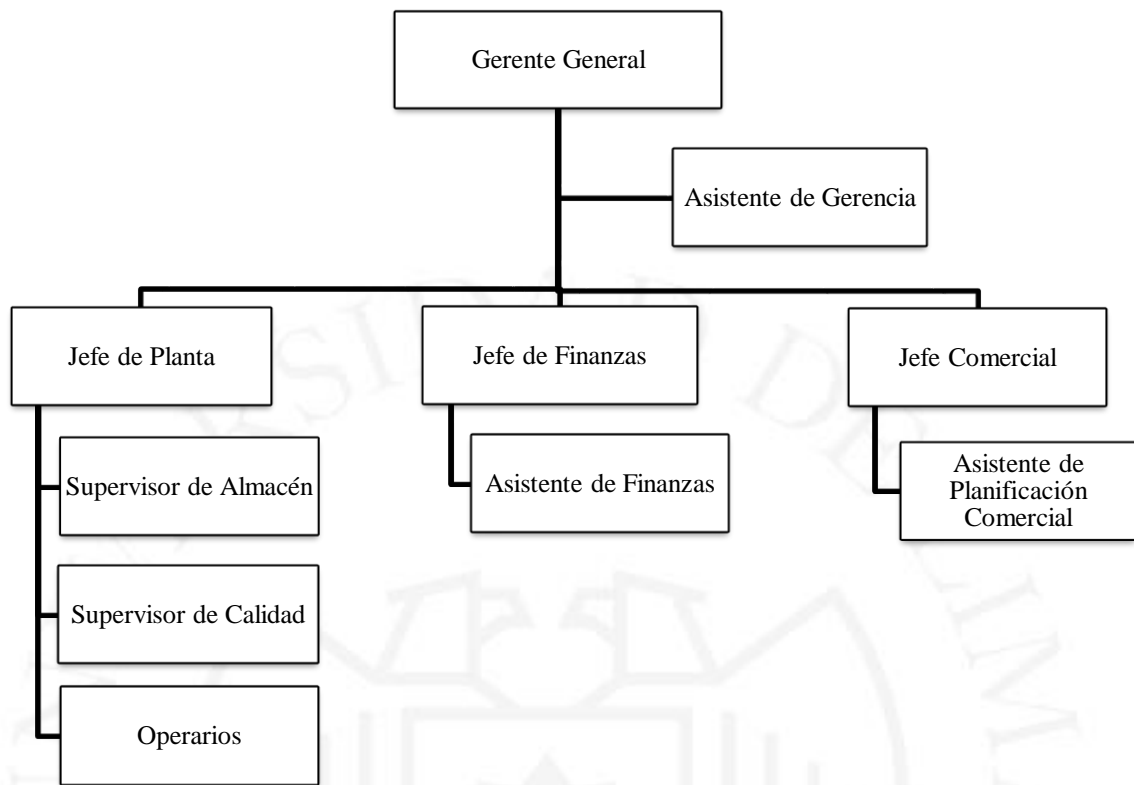 Gerente General
Asistente de Gerencia
Jefe de Planta
Jefe de Finanzas
Jefe Comercial
Supervisor de Almacén
Asistente de Finanzas
Asistente de
Planificación
Comercial
Supervisor de Calidad
Operarios